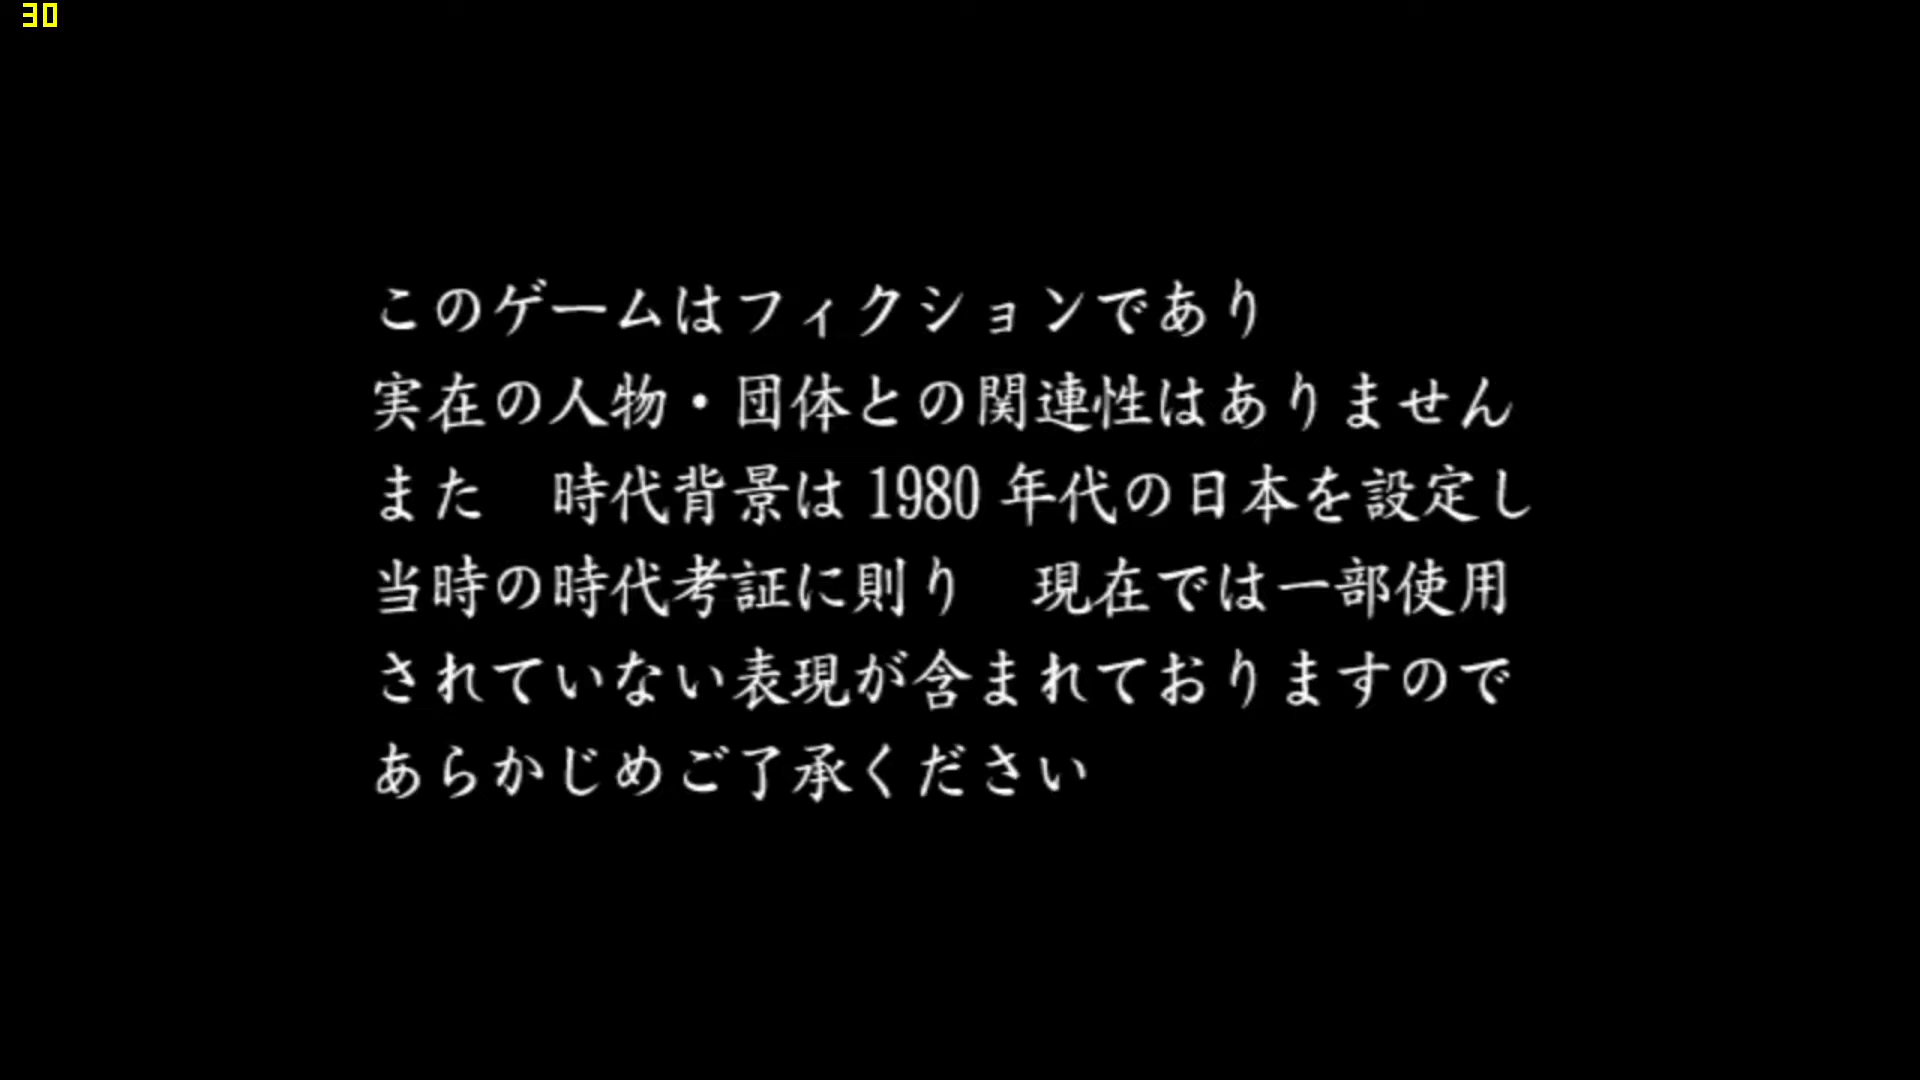 30
このゲームはフィクションであり
実在の人物・団体との関連性はありません
また　時代背景は1980年代の日本を設定し
当時の時代考証に則り　現在では一部使用
されていない表現が含まれておりますので
あらかじめご了承ください